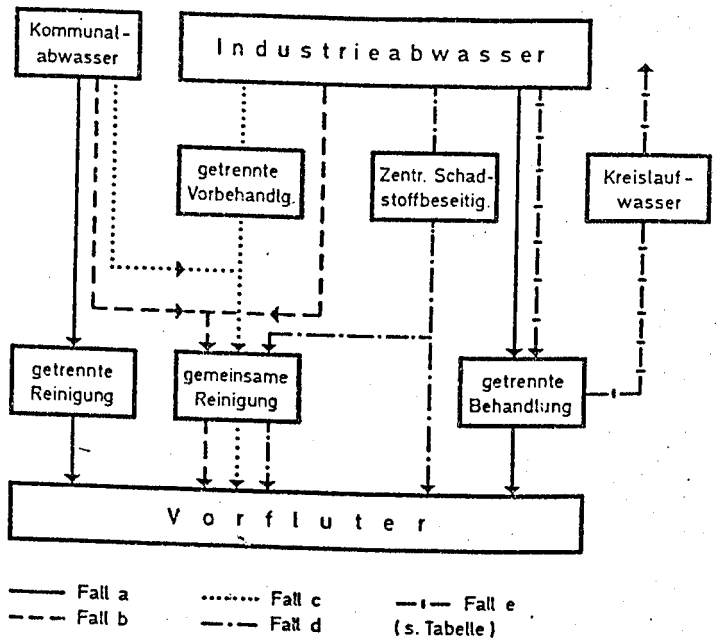 Kommunal-
abwasser
Industrieabwasser
getrennte
Vorbehandlg.
Zentr. Schad-
stoffbeseitig.
Kreislauf-
wasser
getrennte
Reinigung
gemeinsame
Reinigung
getrennte
Behandlung
Vorfluter
Fall a
Fall b
Fall c
Fall d
Fall e
(s. Tabelle)